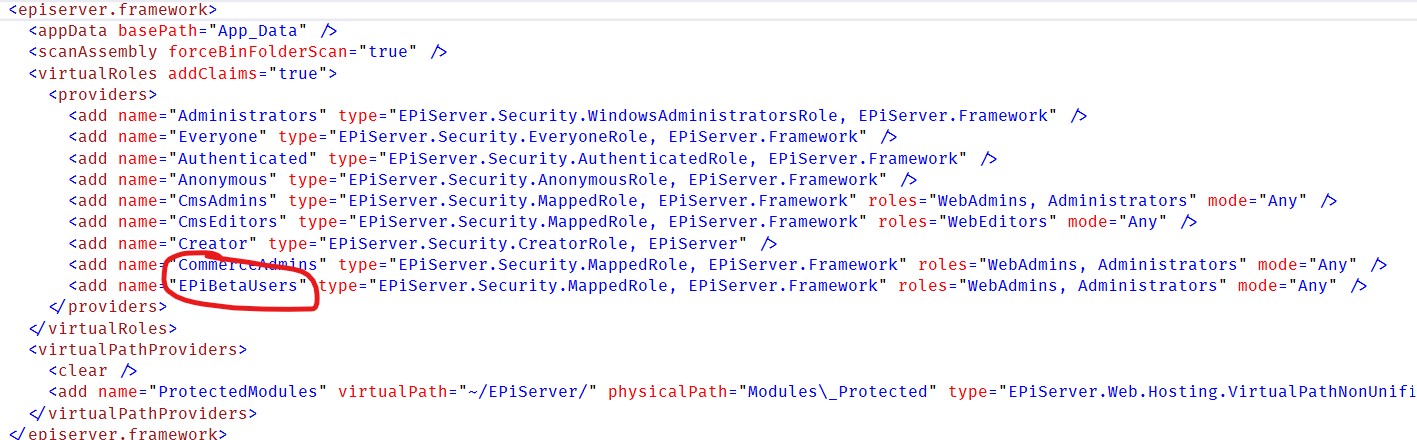 <episerver.framework>
<appData basePath="App_Data" />
<scanAssembly forceBinFolderScan="true" />
<virtualRoles addClaims="true">
<providers>
<add name="Administrators" type="EPiServer.Security.WindowsAdministratorsRole, EPiServer.Framework" />
<add name="Everyone" type="EPiServer.Security.EveryoneRole, EPiServer.Framework" />
<add name="Authenticated" type="EPiServer.Security.AuthenticatedRole, EPiServer.Framework" />
<add name="Anonymous" type="EPiServer.Security.AnonymousRole, EPiServer.Framework" />
<add name="CmsAdmins" type="EPiServer.Security.MappedRole, EPiServer.Framework" roles="WebAdmins, Administrators" mode="Any" />
<add name="CmsEditors" type="EPiServer.Security.MappedRole, EPiServer.Framework" roles="WebEditors" mode="Any" />
<add name="Creator" type="EPiServer.Security.CreatorRole, EPiServer" />
<add name="CommerceAdmins" type="EPiServer.Security.MappedRole, EPiServer.Framework" roles="WebAdmins, Administrators" mode="Any" />
<add name="EPiBetaUsers" type="EPiServer.Security.MappedRole, EPiServer.Framework" roles="WebAdmins, Administrators" mode="Any" />
</providers>
</virtualRoles>
<virtualPathProviders>
<clear />
<add name="ProtectedModules" virtualPath="~/EPiServer/" physicalPath="Modules\_Protected" type="EPiServer.Web.Hosting.VirtualPathNonUnifi
</virtualPathProviders>
</episerver.framework>